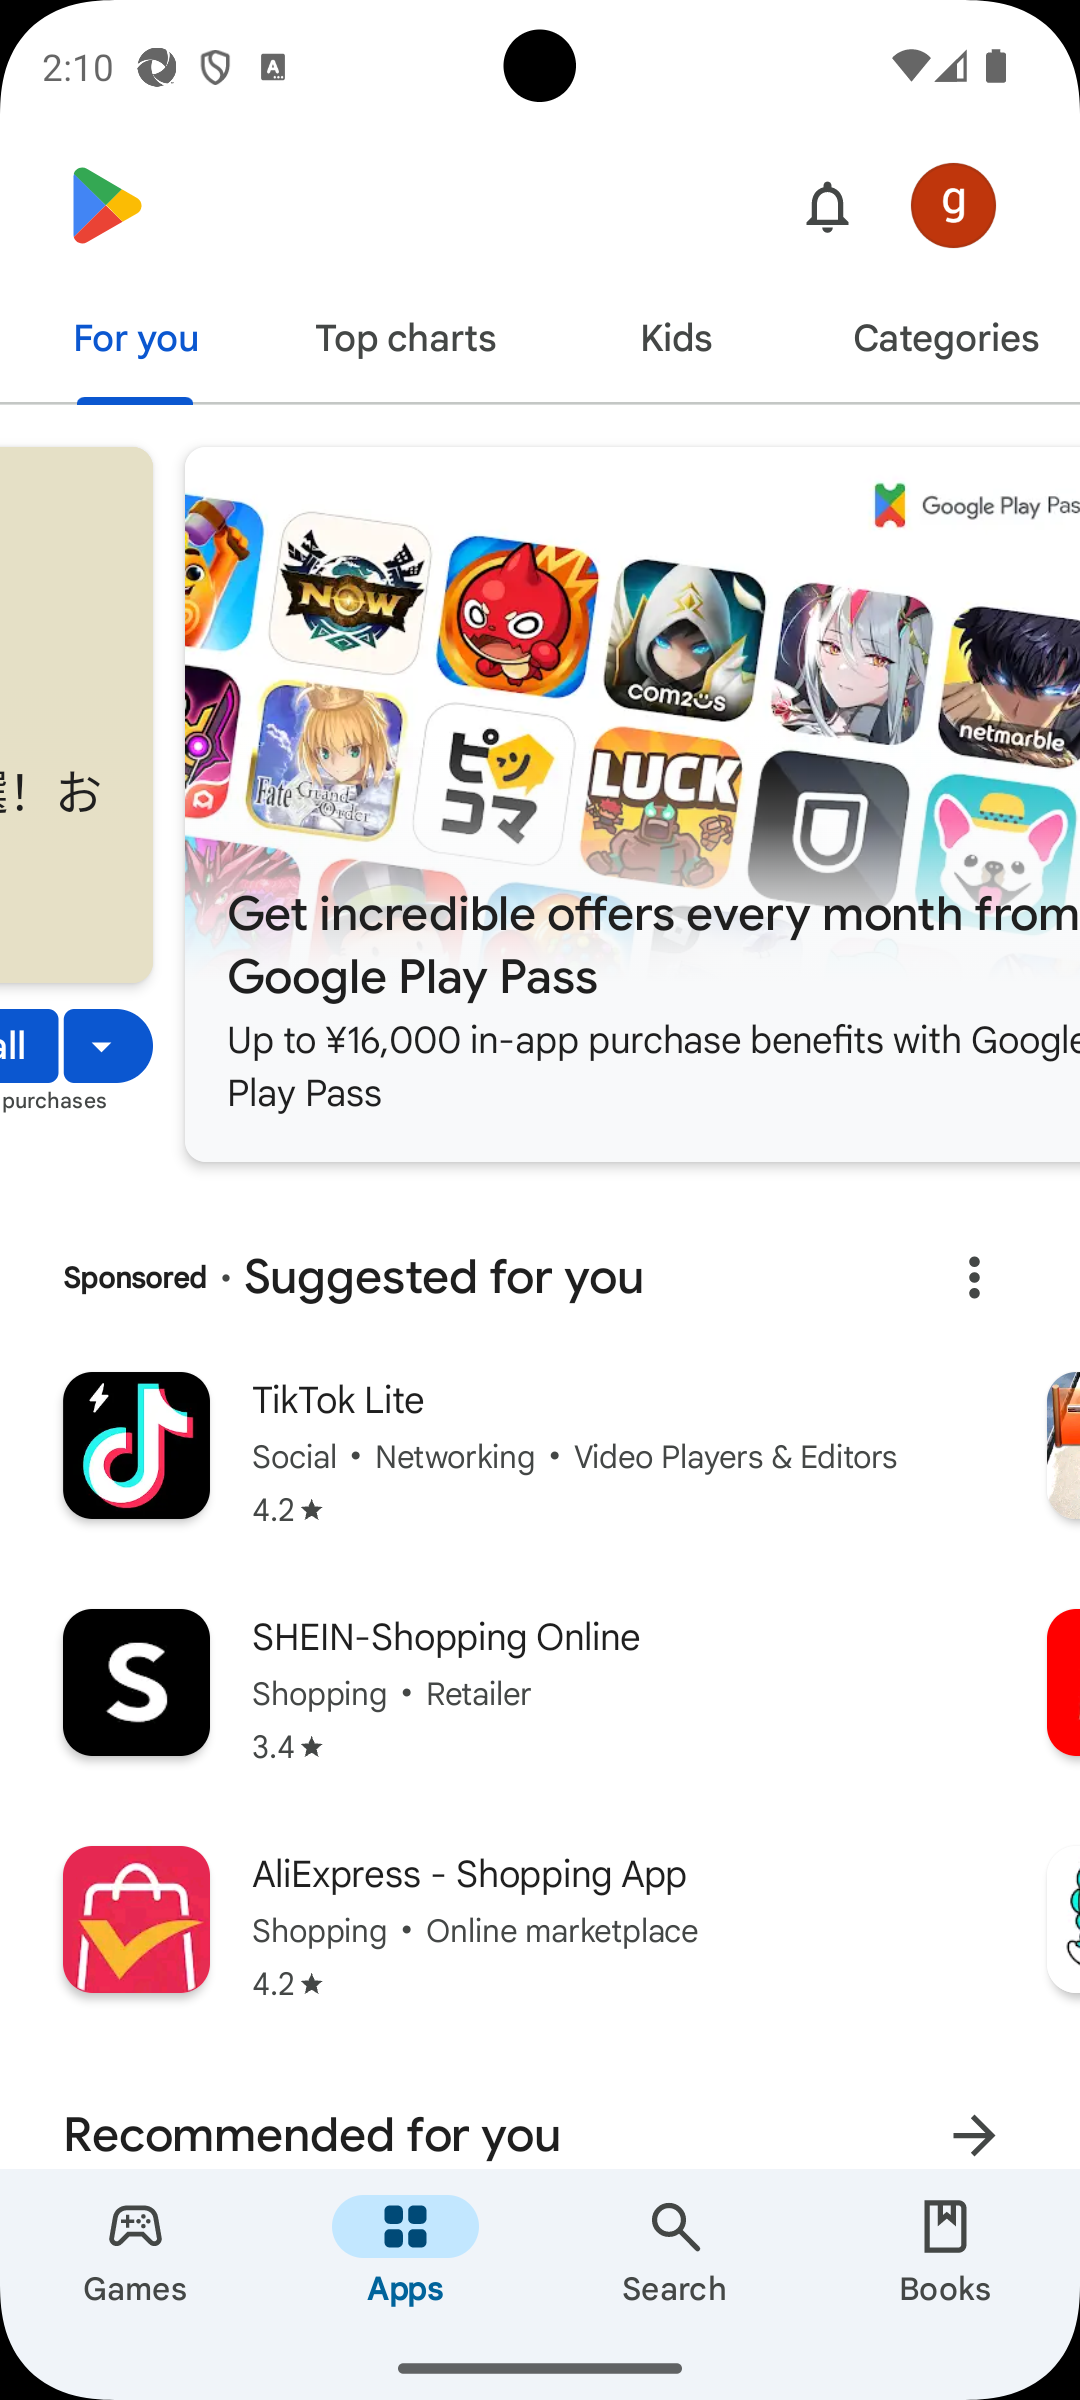 2:10
A
g
For you
Top charts
Kids
Categories
Google Play Pas
NOW
com2us
netmarble
Fate
Grand
Order
ピッ
コマ
LUCK
！お
Get incredible offers every month from
Google Play Pass
all
Up to ¥16,000 in-app purchase benefits with Google
Play Pass
purchases
Sponsored • Suggested for you
TikTok Lite
Social • Networking • Video Players & Editors
4.2★
S
SHEIN-Shopping Online
Shopping • Retailer
3.4★
AliExpress - Shopping App
Shopping • Online marketplace
4.2★
Recommended for you
Games
Apps
Search
Books